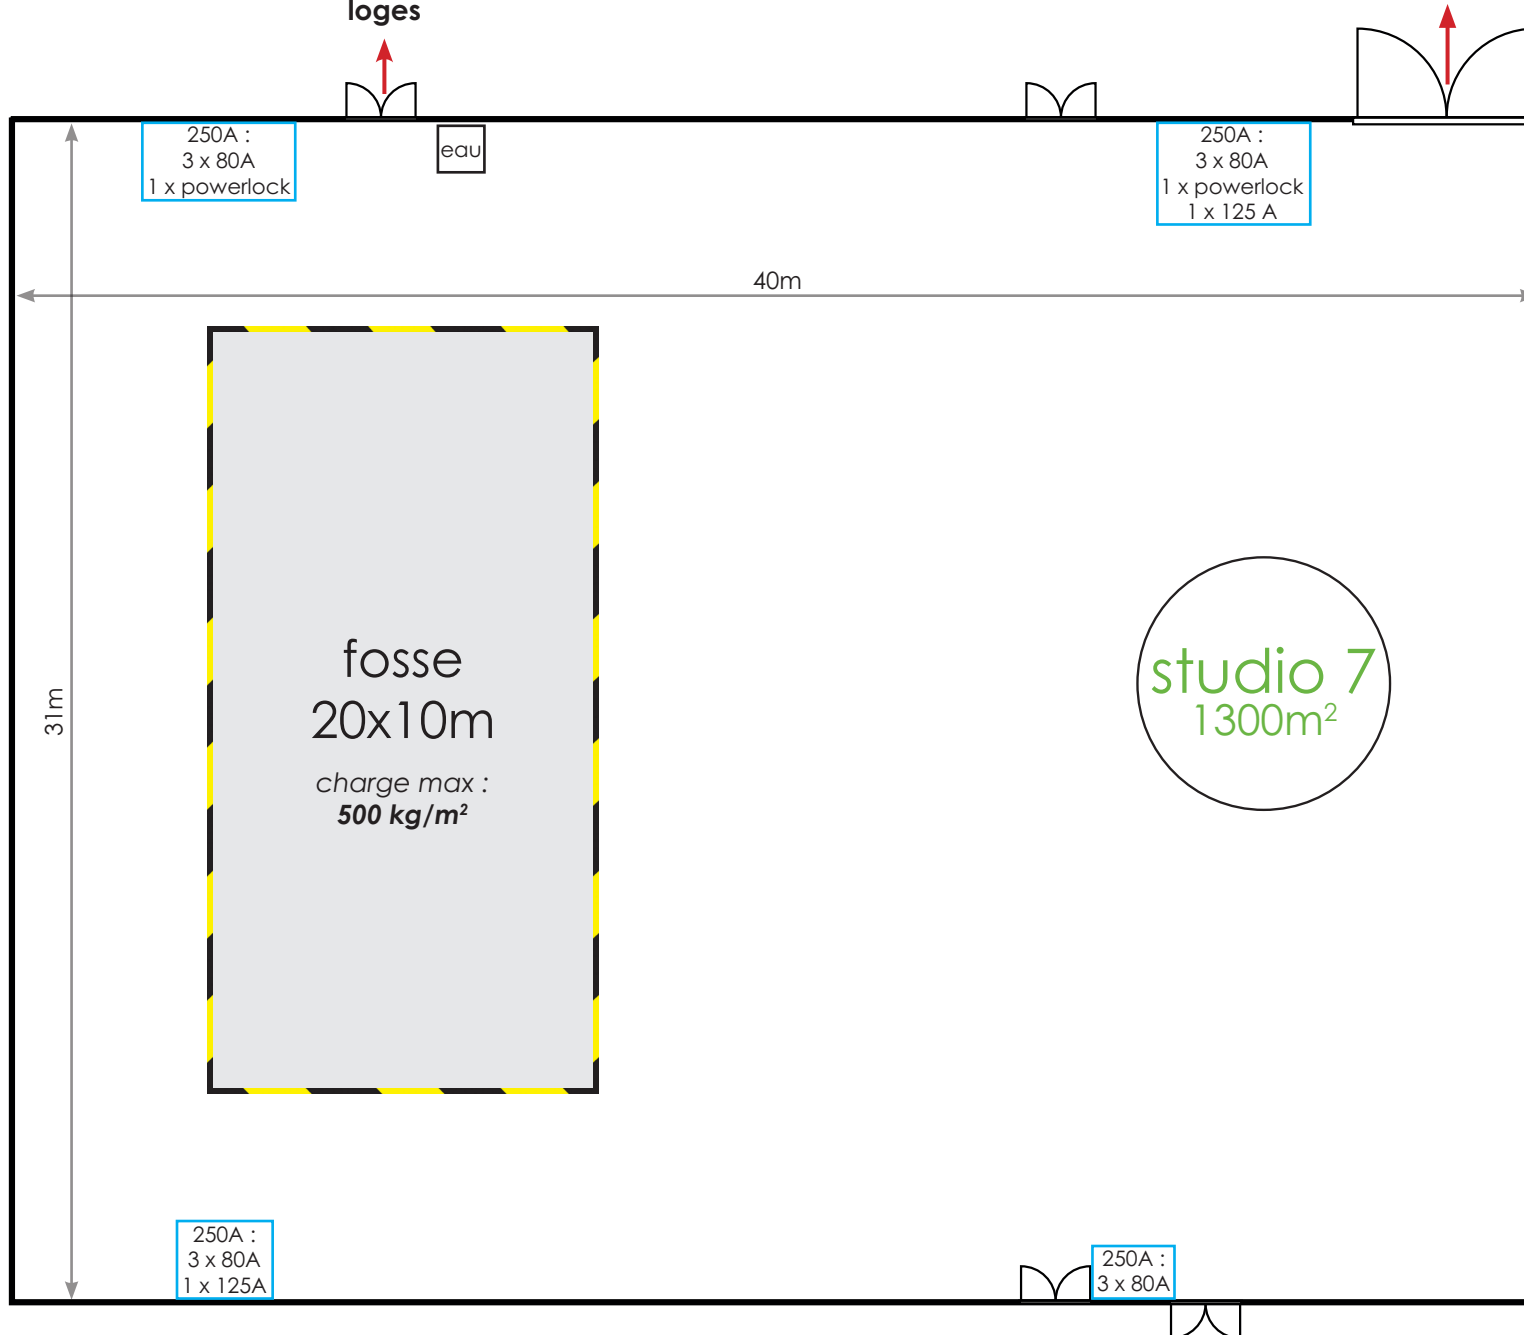 loges
250A :
3 x 80A
1 x powerlock
eau
250A :
3 x 80A
1 x powerlock
1 x 125 A
40m
31m
fosse
20x10m
charge max :
500 kg/m²
studio 7
1300m²
250A :
3 x 80A
1 x 125A
250A :
3 x 80A